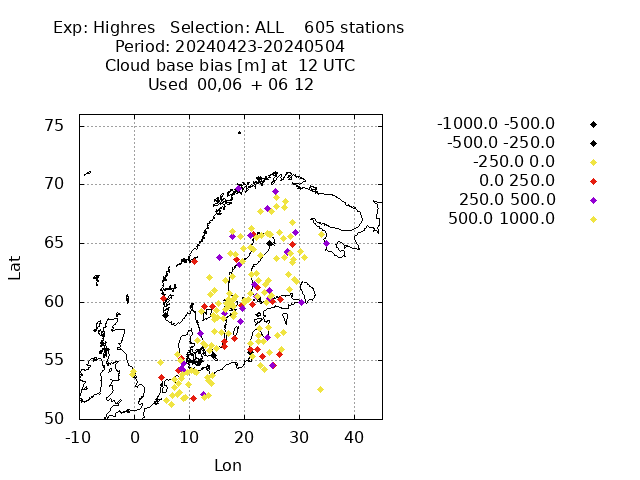 Exp: Highres Selection: ALL 605 stations
Period: 20240423-20240504
Cloud base bias [m] at 12 UTC
Used 00,06 + 06 12
-1000.0 -500.0
-500.0 -250.0
-250.0 0.0
0.0 250.0
250.0 500.0
500.0 1000.0
75
70
65
60
55
50
Lat
-10 0 10 20 30 40
Lon